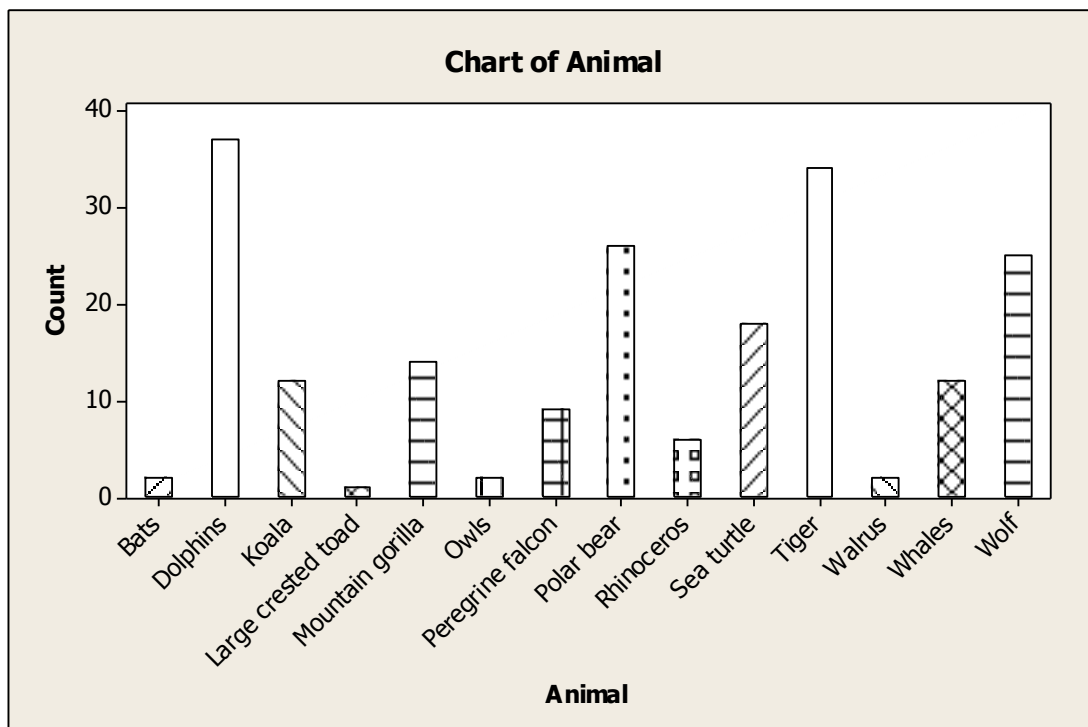 Chart of Animal
40
30
20
10
0
Count
Bats
Dolphins
Koala
Large crested toad
Mountain gorilla
Owls
Peregrine falcon
Polar bear
Rhinoceros
Sea turtle
Tiger
Walrus
Whales
Wolf
Animal